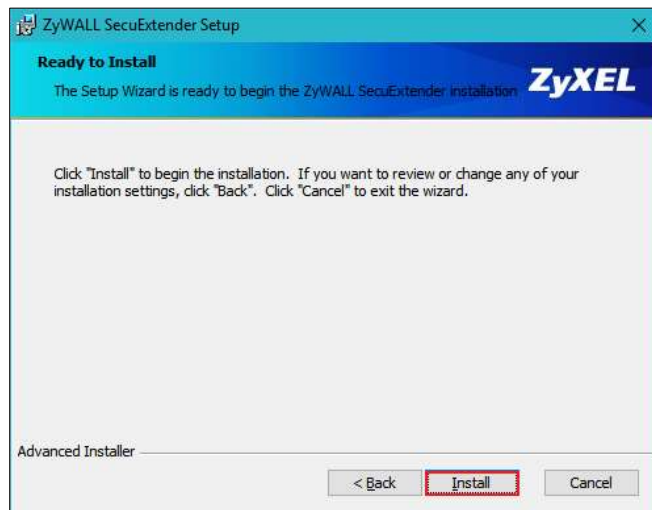 ZyWALL SecuExtender Setup
Ready to Install
The Setup Wizard is ready to begin the ZyWALL SecuExtender installation
ZyXEL
Click "Install" to begin the installation. If you want to review or change any of your
installation settings, click "Back". Click "Cancel" to exit the wizard.
Advanced Installer
< Back
Install
Cancel